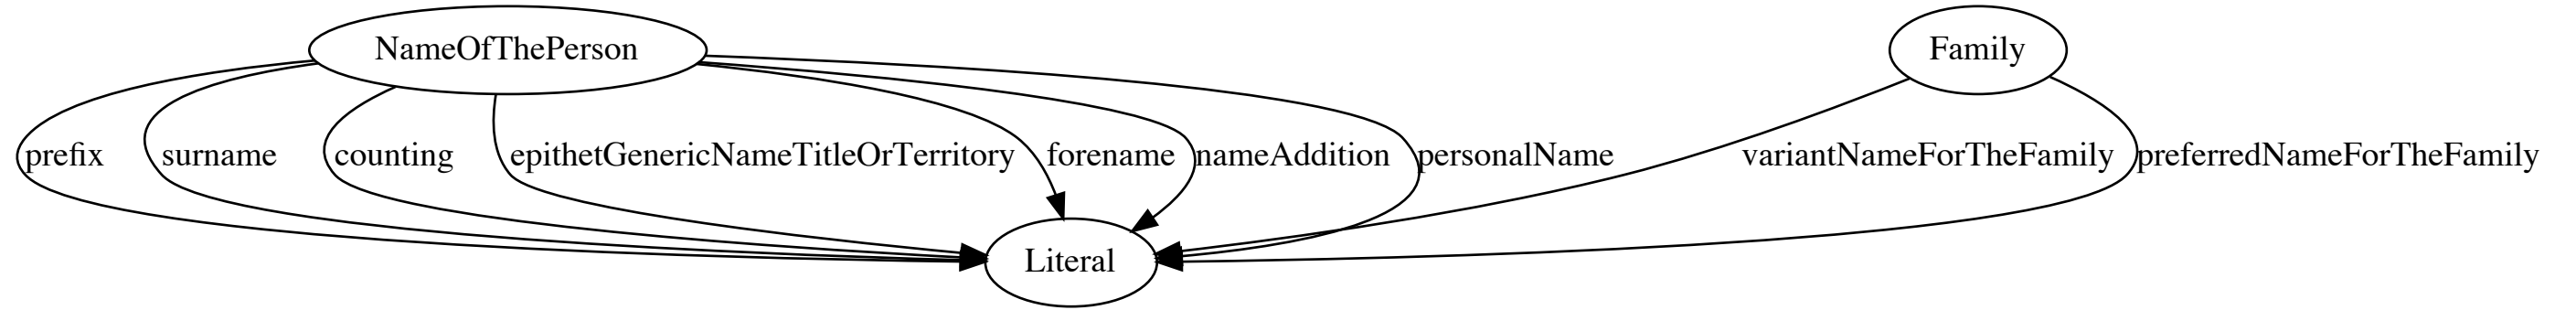 NameOfThePerson
Family
prefix
surname
counting
epithetGenericNameTitleOrTerritory
forename
nameAddition
personalName
variantNameForTheFamily
preferredNameForTheFamily
Literal